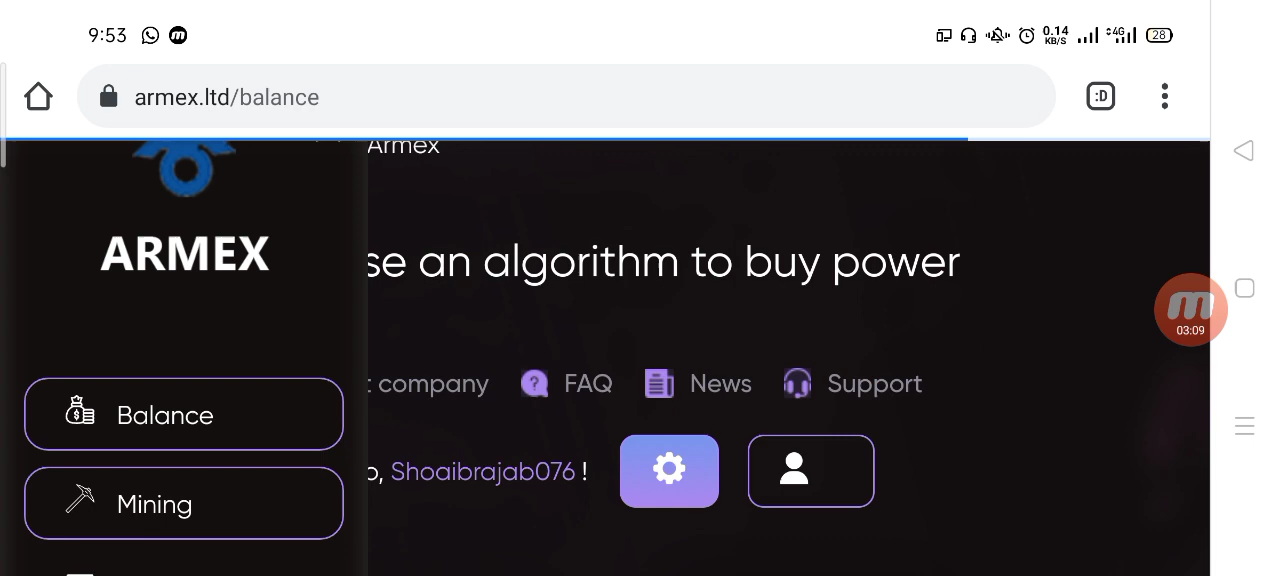 9:53
0.14
KB/S
4G
28
armex.ltd/balance
:D
Armex
ARMEX
se an algorithm to buy power
03:09
t company
FAQ
News
Support
Balance
o, Shoaibrajab076 !
Mining